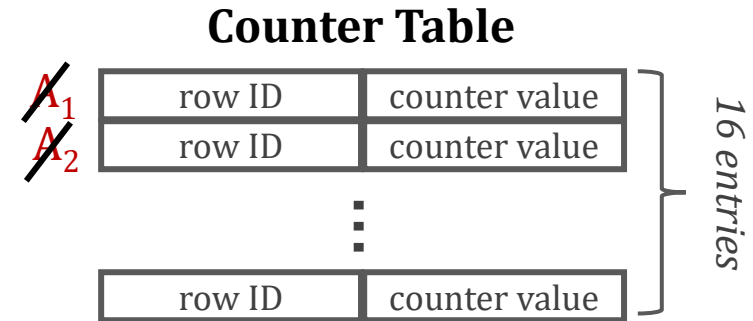 Counter Table
A1 row ID counter value
A2 row ID counter value
⋮
row ID counter value
16 entries